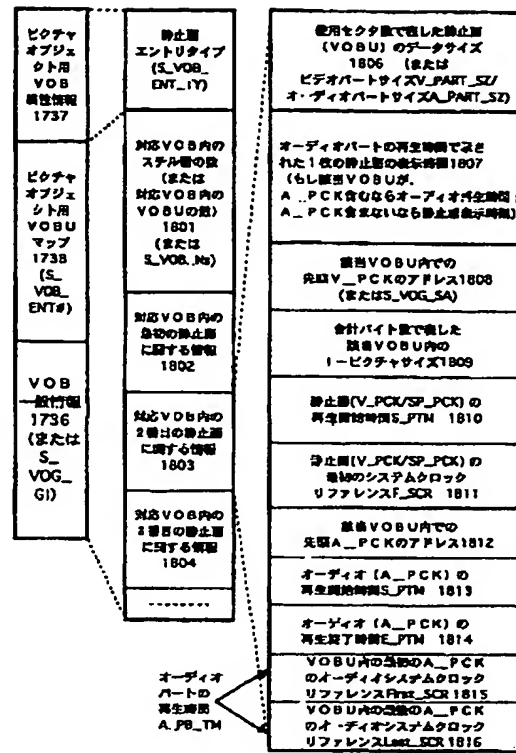 ピクチャ
オブジェ
クト用
VOB
属性情報
1737
ピクチャ
オブジェ
クト用
VOBU
マップ
1738
(S_
VOB_
ENT#)
VOB
一般情報
1736
(または
S_
VOG_
GI)
静止画
エントリタイプ
(S_VOB_
ENT_TY)
対応VOB内の
スチル画の数
(または
対応VOB内の
VOBUの数)
1801
(または
S_VOB_Ns)
対応VOB内の
最初の静止画
に関する情報
1802
対応VOB内の
2番目の静止画
に関する情報
1803
対応VOB内の
3番目の静止画
に関する情報
1804
使用セクタ数で表した静止画
(VOBU)のデータサイズ
1806 (または
ビデオパートサイズV_PART_SZ/
オーディオパートサイズA_PART_SZ)
オーディオパートの再生時間で表さ
れた1枚の静止画の表示時間1807
(もし該当VOBUが、
A_PCK含むならオーディオ再生時間;
A_PCK含まないなら静止画表示時間)
該当VOBU内での
先頭V_PCKのアドレス1808
(またはS_VOG_SA)
合計バイト数で表した
該当VOBU内の
I-ピクチャサイズ1809
静止画(V_PCK/SP_PCK)の
再生開始時間S_PTM 1810
静止画(V_PCK/SP_PCK)の
最初のシステムクロック
リファレンスF_SCR 1811
該当VOBU内での
先頭A_PCKのアドレス1812
オーディオ(A_PCK)の
再生開始時間S_PTM 1813
オーディオ(A_PCK)の
再生終了時間E_PTM 1814
VOBU内の最初のA_PCK
のオーディオシステムクロック
リファレンスFirst_SCR 1815
VOBU内の最後のA_PCK
のオーディオシステムクロック
リファレンスLast_SCR 1816
オーディオ
パートの
再生時間
A_PB_TM